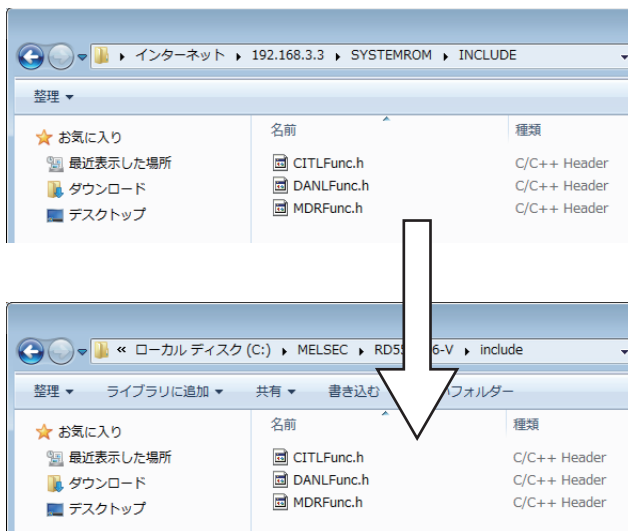 インターネット 192.168.3.3 SYSTEMROM INCLUDE
整理
お気に入り
最近表示した場所
ダウンロード
デスクトップ
名前 種類
CITLFunc.h C/C++ Header
DANLFunc.h C/C++ Header
MDRFunc.h C/C++ Header
« ローカル ディスク (C:) MELSEC 6-V include
整理 ライブラリに追加 共有 書き込む フォルダー
お気に入り
最近表示した場所
ダウンロード
デスクトップ
名前 種類
CITLFunc.h C/C++ Header
DANLFunc.h C/C++ Header
MDRFunc.h C/C++ Header